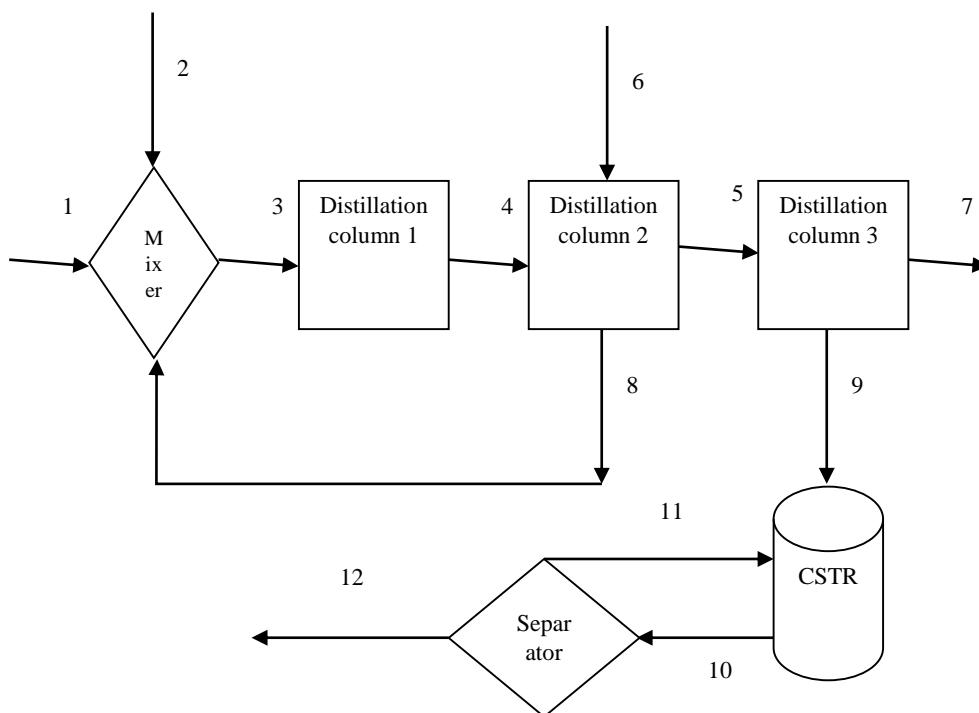 2
6
1
3
Distillation
column 1
4
Distillation
column 2
5
Distillation
column 3
7
M
ix
er
8
9
11
12
CSTR
Separ
ator
10